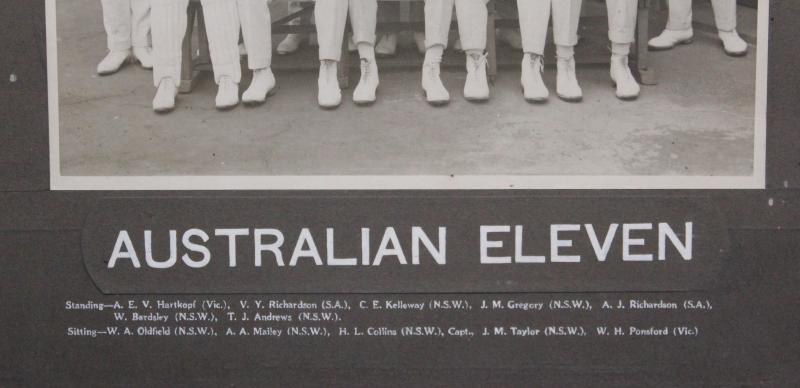 AUSTRALIAN ELEVEN
Standing—A. E. V. Hartkopf (Vic.), V. Y. Richardson (S.A.), C. E. Kelleway (N.S.W.), J. M. Gregory (N.S.W.), A. J. Richardson (S.A.),
W. Bardsley (N.S.W.), T. J. Andrews (N.S.W.).
Sitting—W. A. Oldfield (N.S.W.), A. A. Mailey (N.S.W.), H. L. Collins (N.S.W.), Capt., J. M. Taylor (N.S.W.), W. H. Ponsford (Vic.)